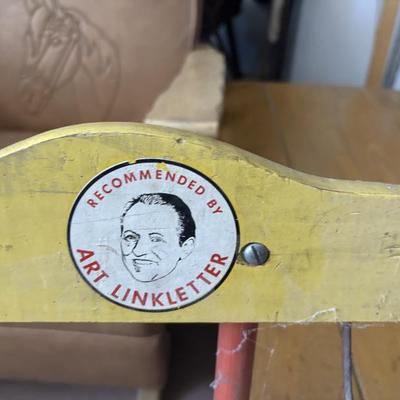 RECOMMENDED BY
ART LINKLETTER